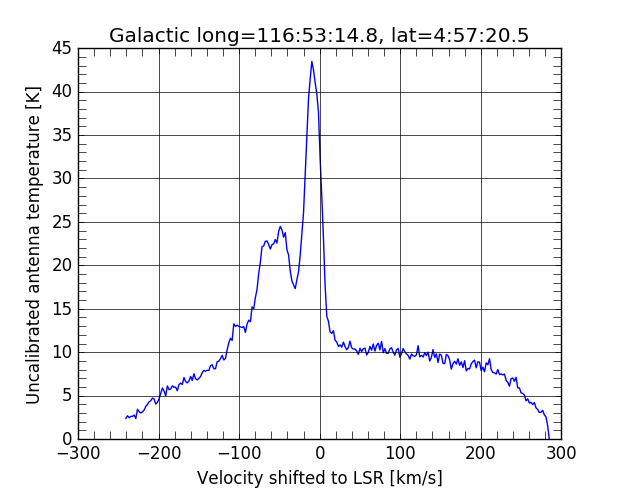 Galactic long=116:53:14.8, lat=4:57:20.5
45
40
35
30
25
20
15
10
5
0
Uncalibrated antenna temperature [K]
−300 −200 −100 0 100 200 300
Velocity shifted to LSR [km/s]